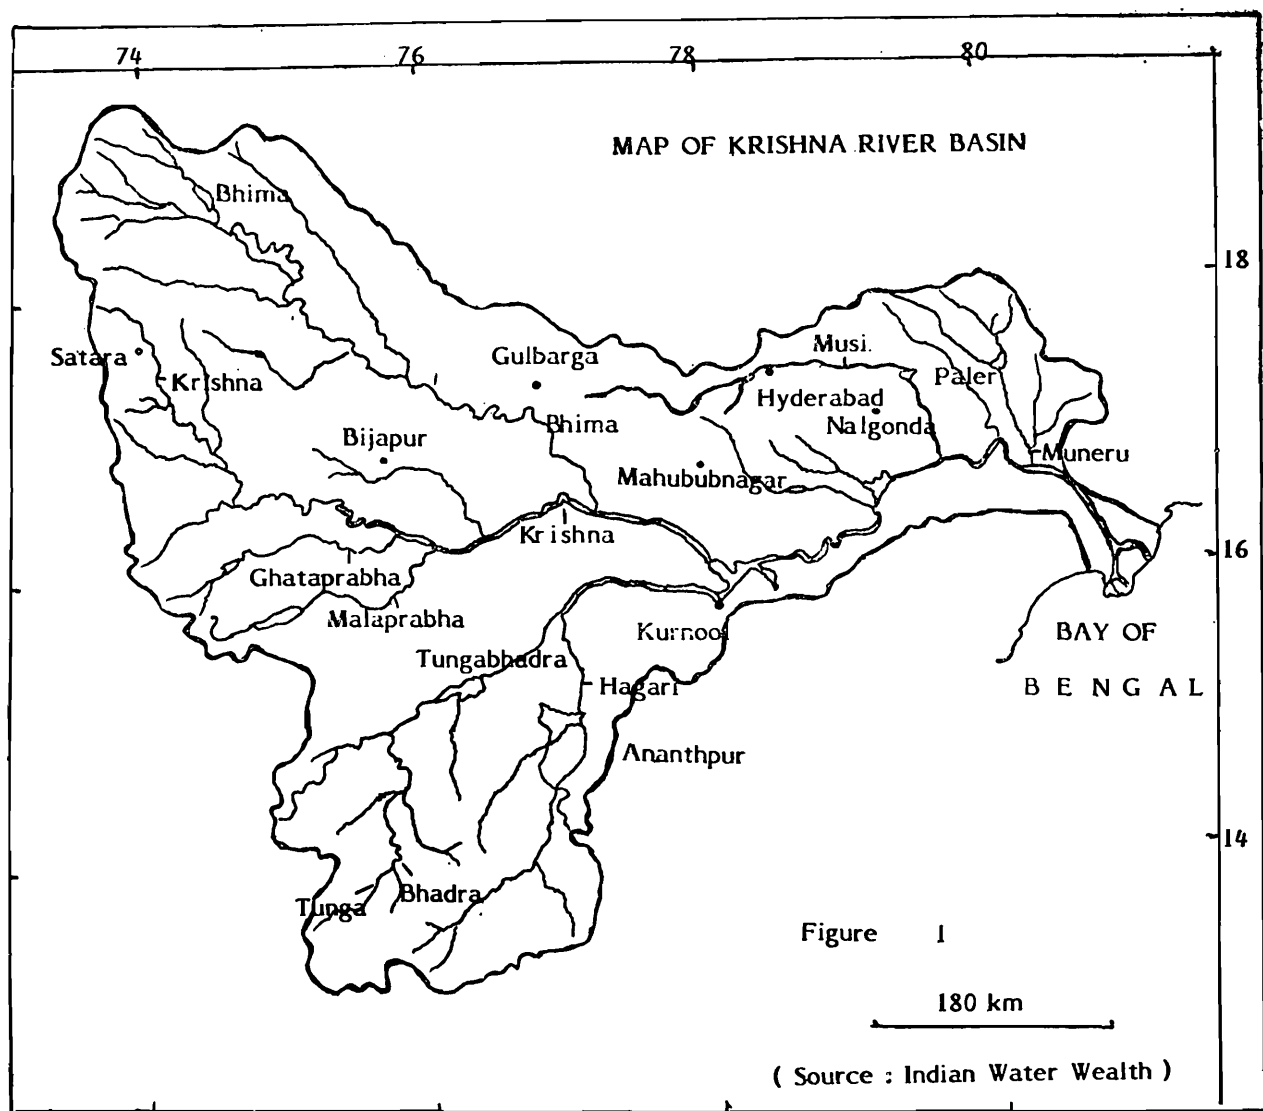 74 76 78 80
MAP OF KRISHNA RIVER BASIN
Bhima
18
Musi.
Satara
Gulbarga
Krishna
Paler
Hyderabad
Nalgonda
Bhima
Bijapur
Muneru
Mahububnagar
Krishna
16
Ghataprabha
Malaprabha
Kurnool
BAY OF
Tungabhadra
Hagari
BENGAL
Ananthpur
14
Bhadra
Tunga
Figure 1
180 km
( Source : Indian Water Wealth )